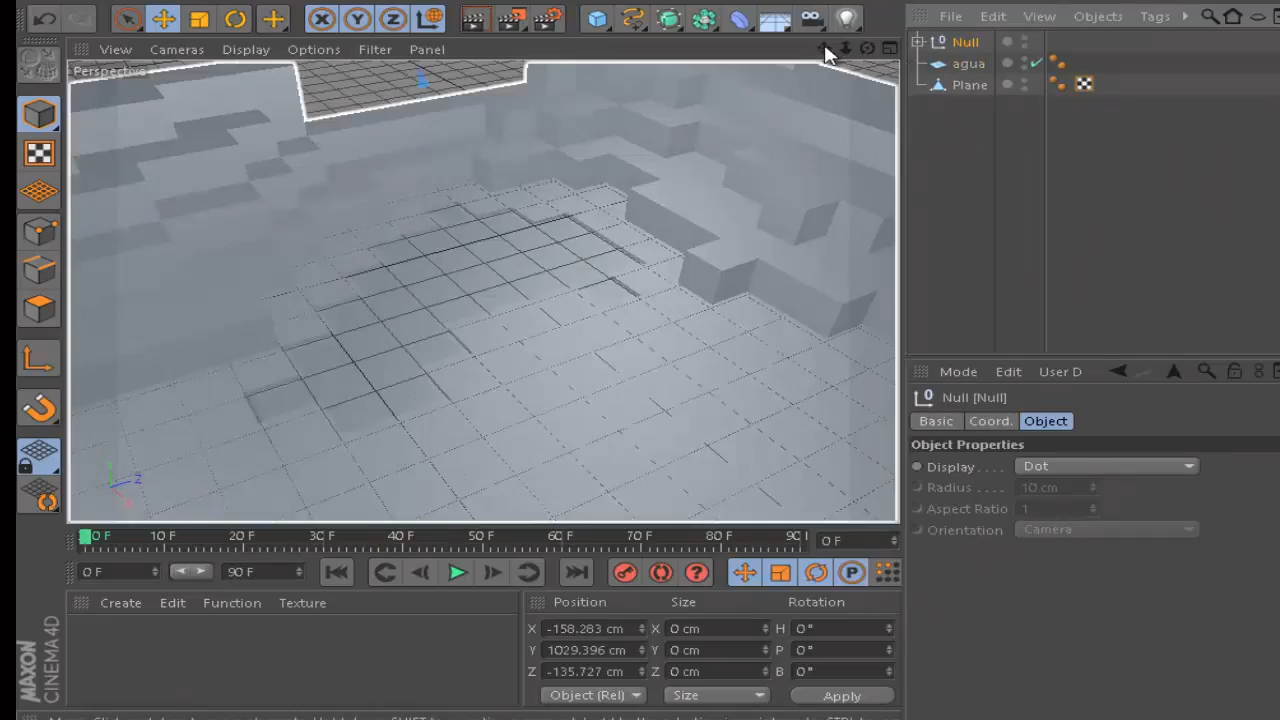 File Edit View Objects Tags
View Cameras Display Options Filter Panel
Perspective
Null
agua
Plane
Mode Edit User D
Null [Null]
Basic Coord. Object
Object Properties
Display . . . . Dot
Radius . . . . 10 cm
Aspect Ratio 1
Orientation Camera
0 F 10 F 20 F 30 F 40 F 50 F 60 F 70 F 80 F 90 F 0 F
0 F 90 F
Create Edit Function Texture
Position Size Rotation
X -158.283 cm X 0 cm H 0°
Y 1029.396 cm Y 0 cm P 0°
Z -135.727 cm Z 0 cm B 0°
Object (Rel) Size Apply
MAXON
CINEMA 4D